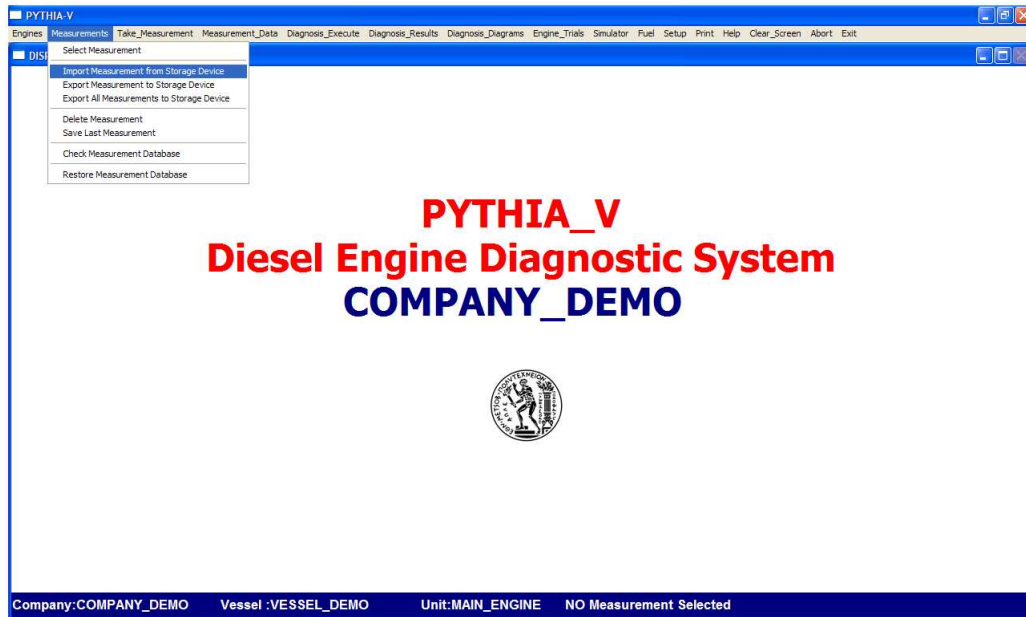 PYTHIA-V
Engines Measurements Take_Measurement Measurement_Data Diagnosis_Execute Diagnosis_Results Diagnosis_Diagrams Engine_Trials Simulator Fuel Setup Print Help Clear_Screen Abort Exit
Select Measurement
Import Measurement from Storage Device
Export Measurement to Storage Device
Export All Measurements to Storage Device
Delete Measurement
Save Last Measurement
Check Measurement Database
Restore Measurement Database
PYTHIA_V
Diesel Engine Diagnostic System
COMPANY_DEMO
Company:COMPANY_DEMO Vessel :VESSEL_DEMO Unit:MAIN_ENGINE NO Measurement Selected